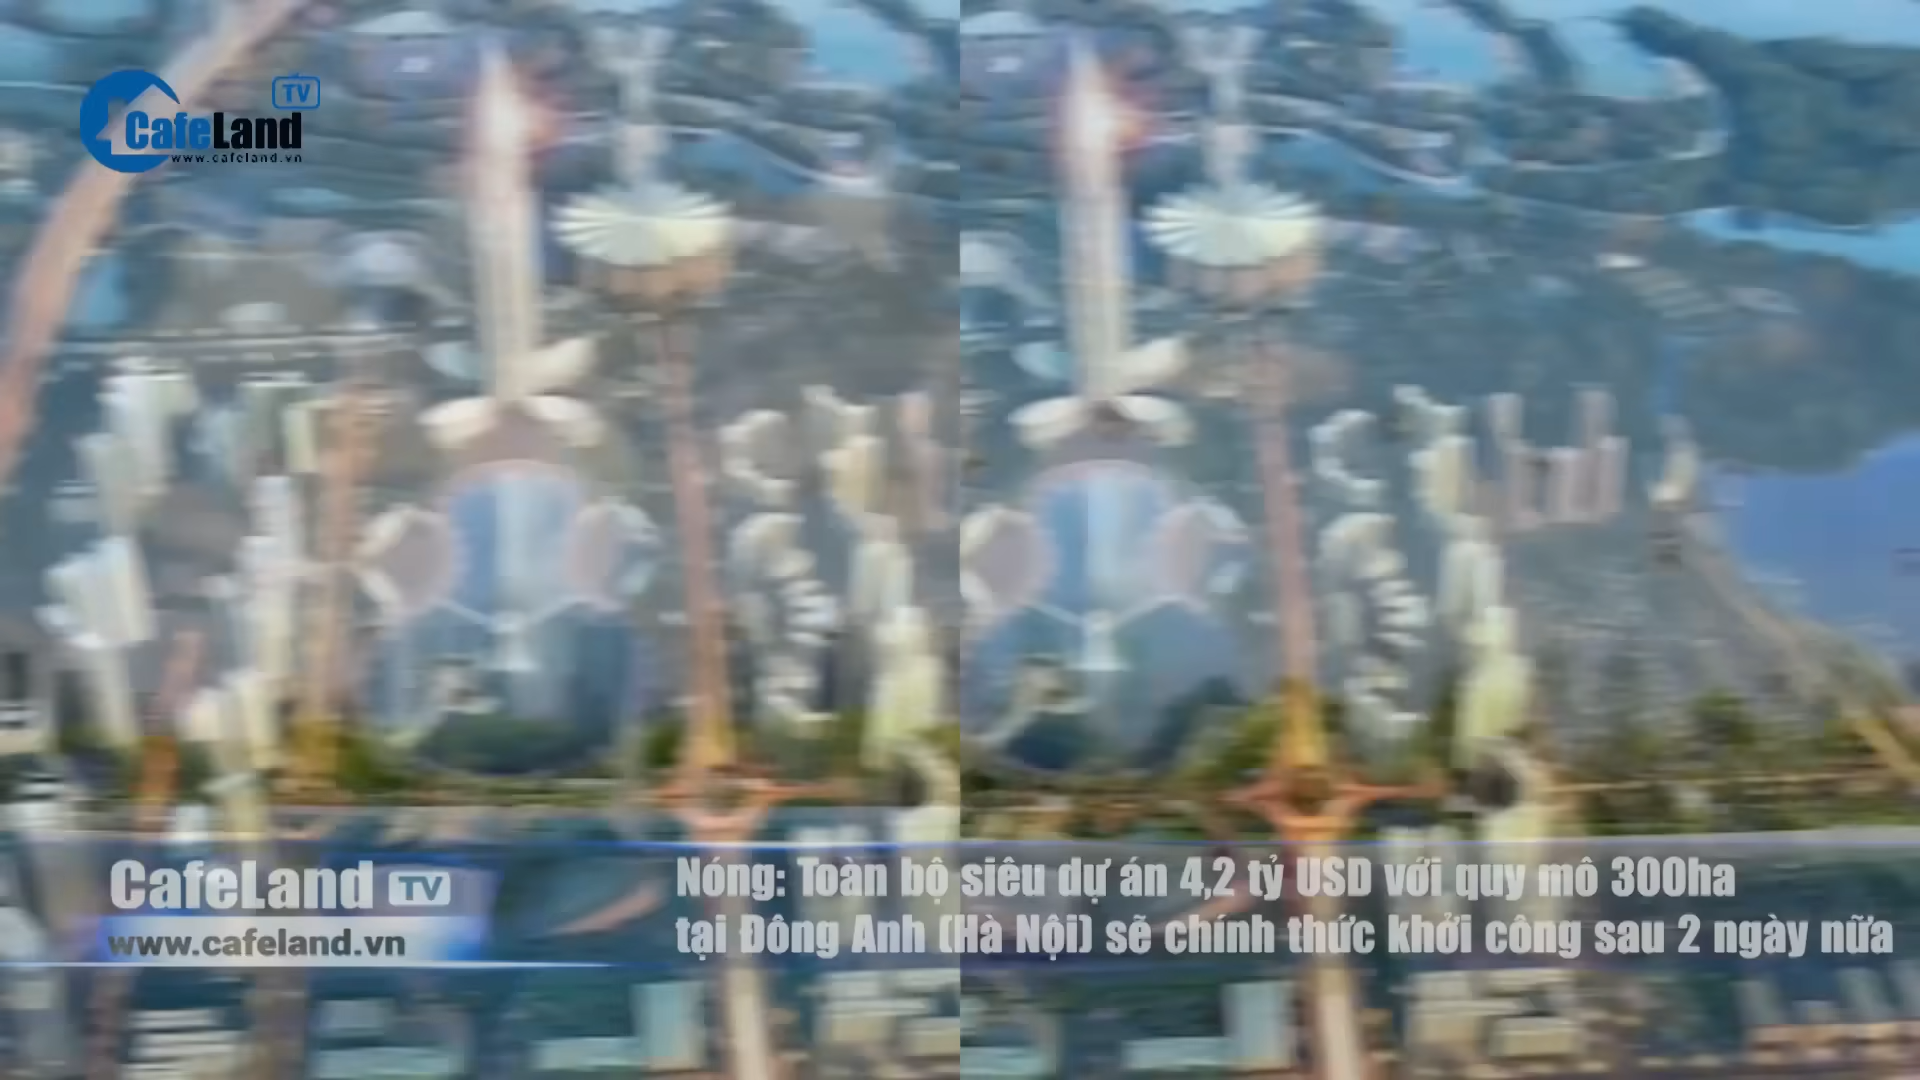 TV
CafeLand
www.cafeland.vn
CafeLand TV
www.cafeland.vn
Nóng: Toàn bộ siêu dự án 4,2 tỷ USD với quy mô 300ha
tại Đông Anh (Hà Nội) sẽ chính thức khởi công sau 2 ngày nữa